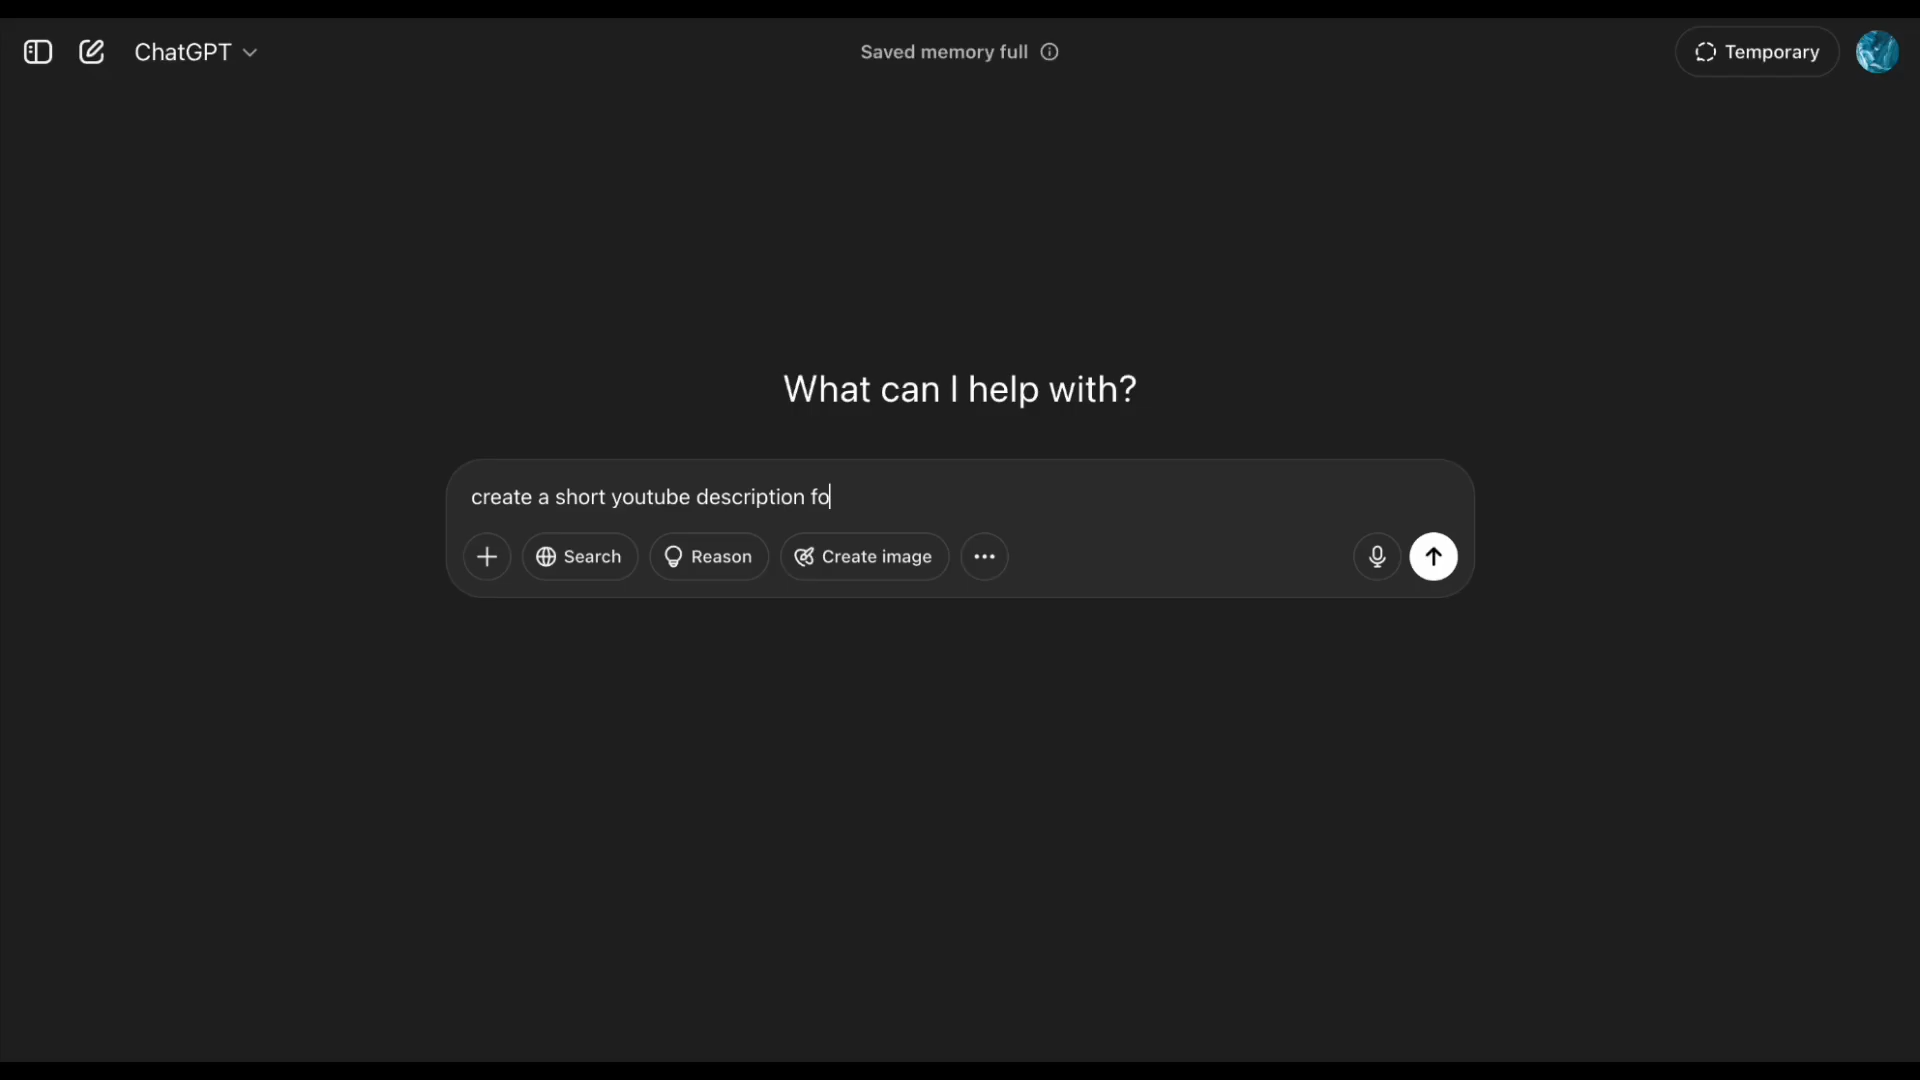 ChatGPT
Saved memory full
Temporary
What can I help with?
create a short youtube description fo
Search
Reason
Create image